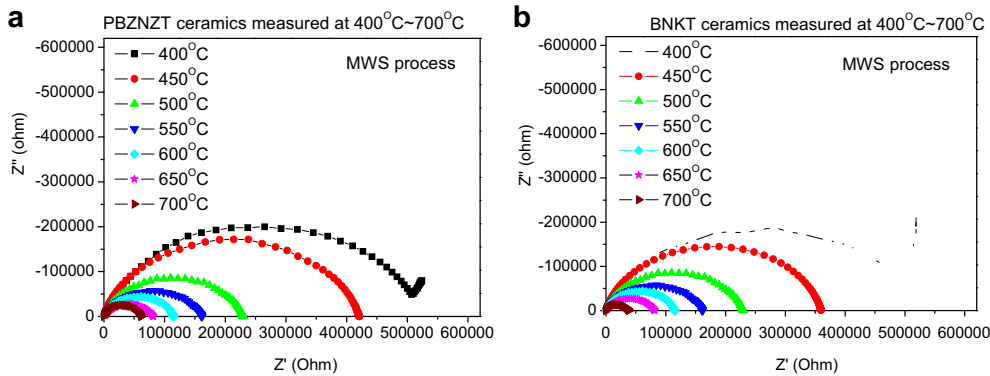 a
PBZNZT ceramics measured at 400°C~700°C
-600000
-500000
-400000
-300000
-200000
-100000
0
Z'' (ohm)
400°C
450°C
500°C
550°C
600°C
650°C
700°C
MWS process
0 100000 200000 300000 400000 500000 600000
Z' (Ohm)
b
BNKT ceramics measured at 400°C~700°C
-600000
-500000
-400000
-300000
-200000
-100000
0
Z'' (ohm)
400°C
450°C
500°C
550°C
600°C
650°C
700°C
MWS process
0 100000 200000 300000 400000 500000 600000
Z' (Ohm)